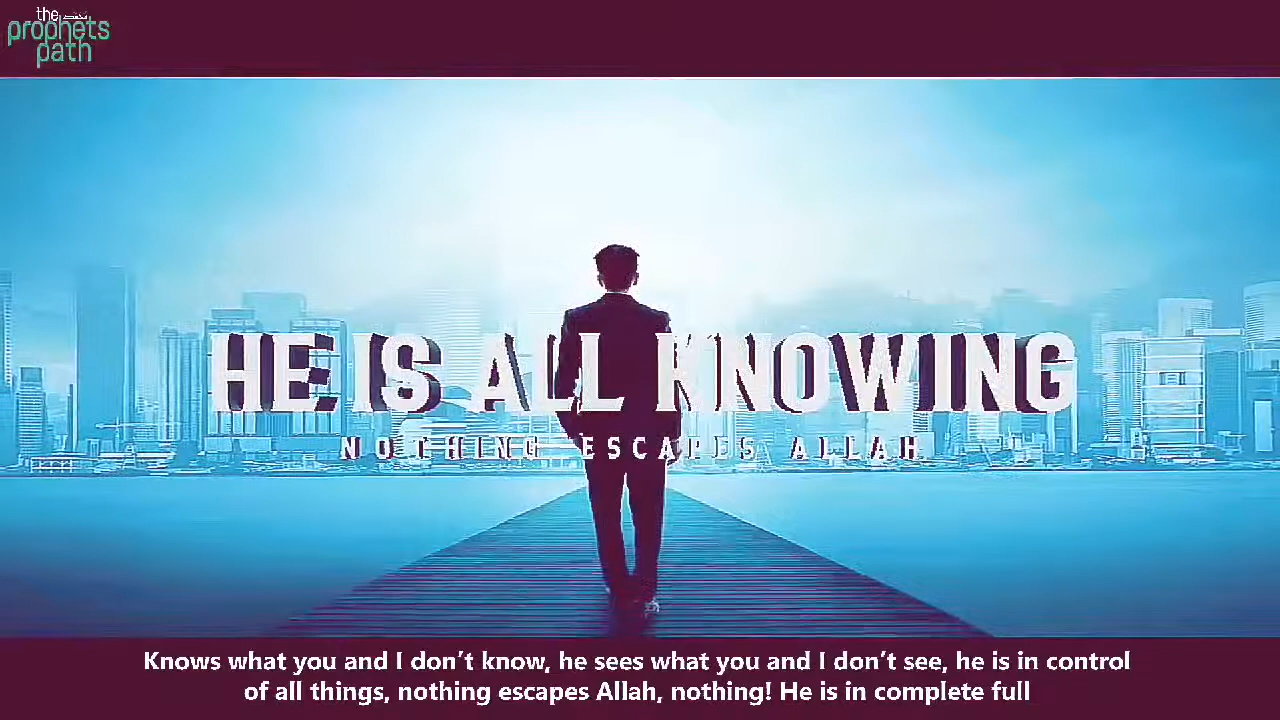 the
prophets
path
HE IS ALL KNOWING
NOTHING ESCAPES ALLAH
Knows what you and I don't know, he sees what you and I don't see, he is in control
of all things, nothing escapes Allah, nothing! He is in complete full